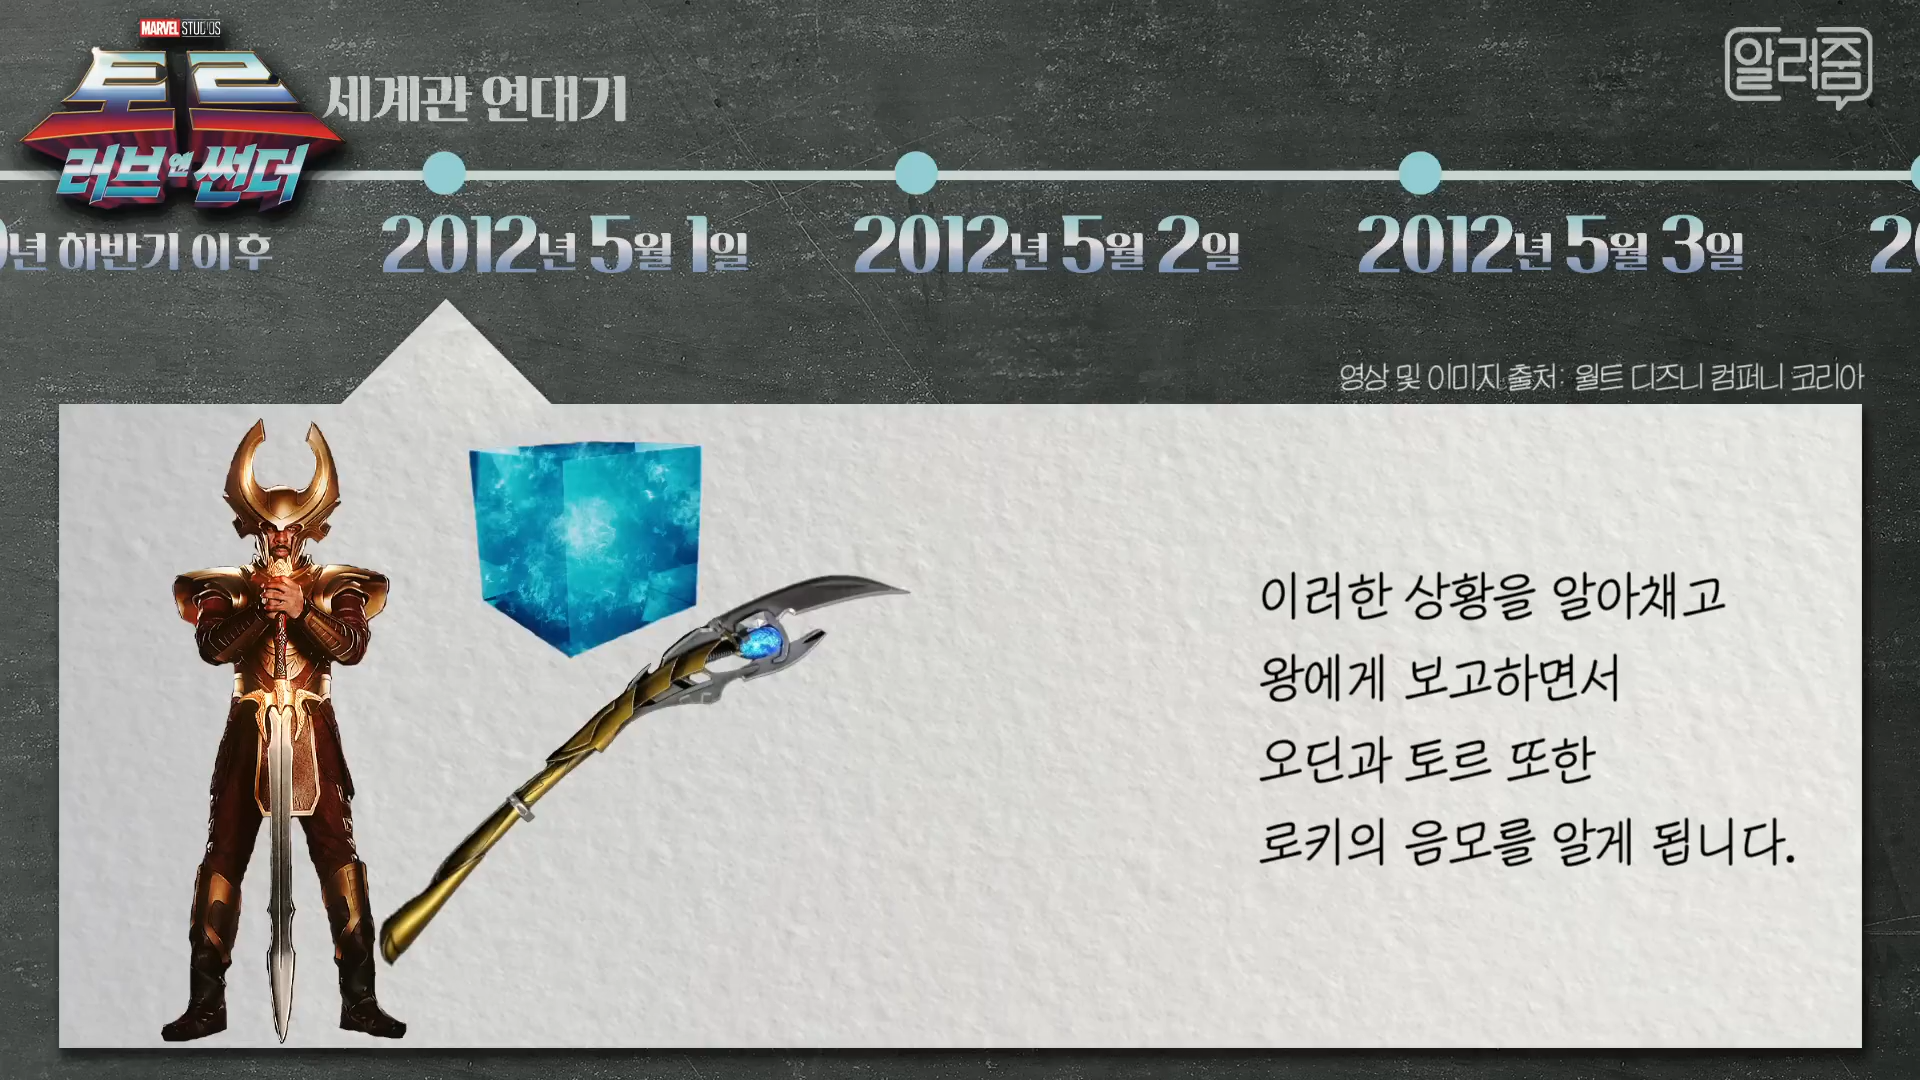 MARVEL STUDIOS
토르
러브 앤 썬더
세계관 연대기
알려줌
년 하반기 이후
2012년 5월 1일
2012년 5월 2일
2012년 5월 3일
20
영상 및 이미지 출처: 월트 디즈니 컴퍼니 코리아
이러한 상황을 알아채고
왕에게 보고하면서
오딘과 토르 또한
로키의 음모를 알게 됩니다.